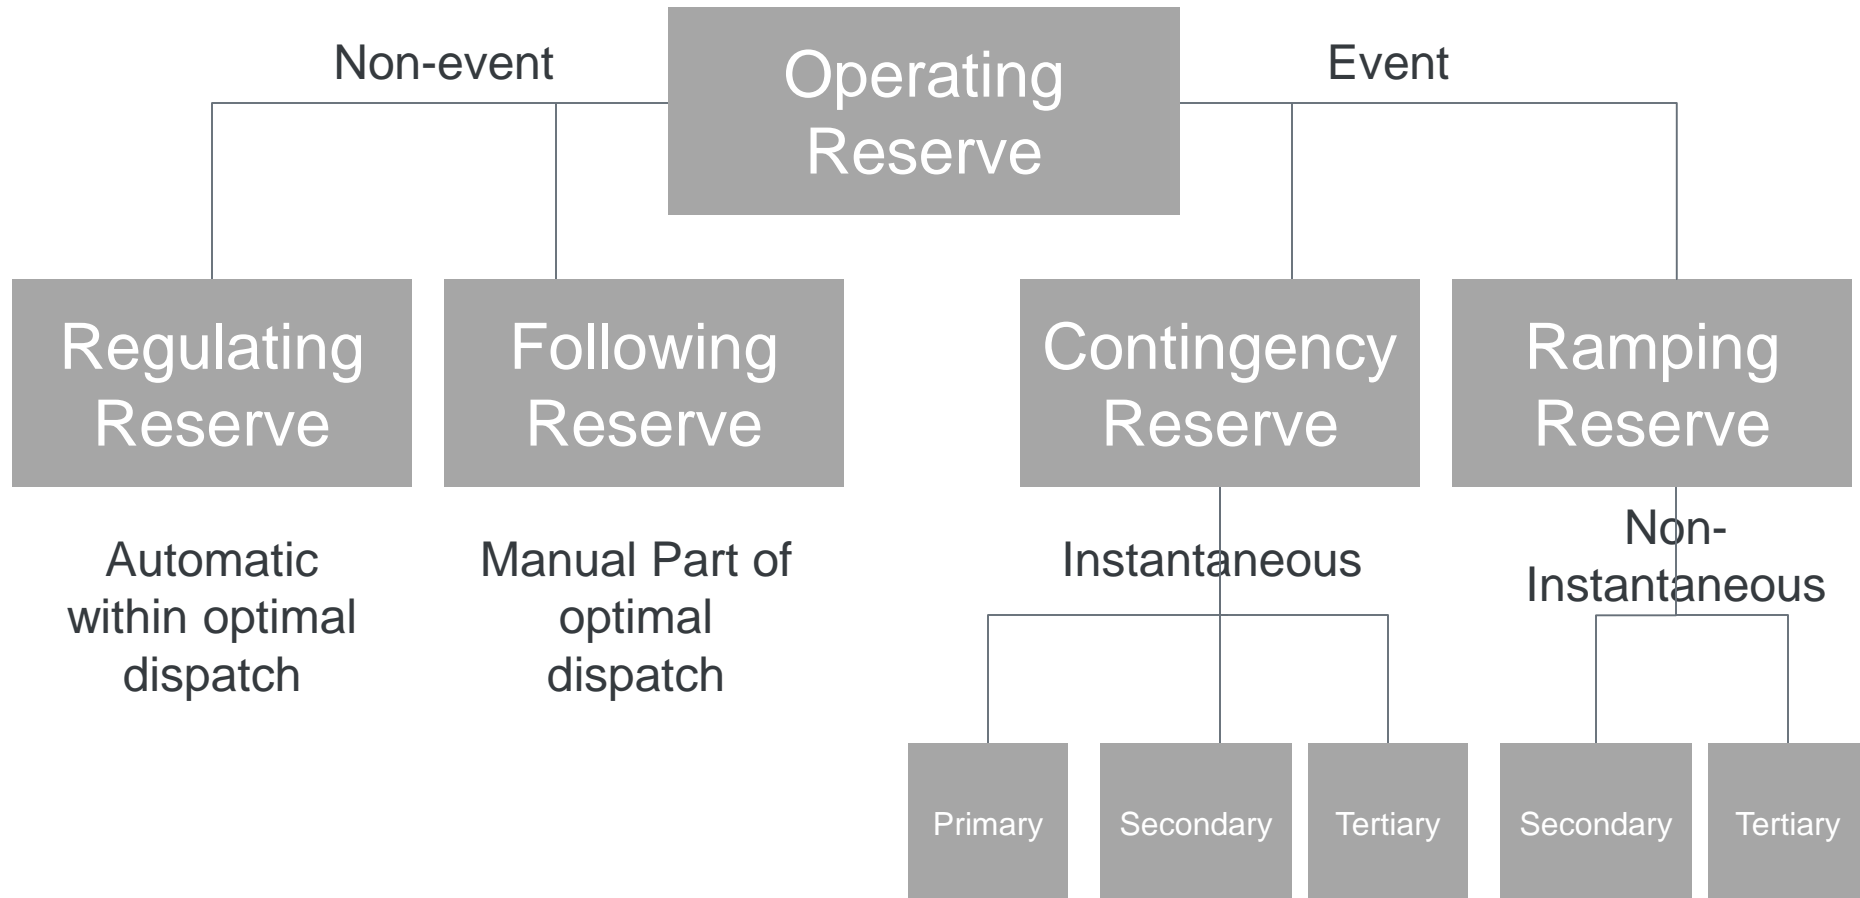 Non-event
Operating
Reserve
Event
Regulating
Reserve
Following
Reserve
Contingency
Reserve
Ramping
Reserve
Automatic
within optimal
dispatch
Manual Part of
optimal
dispatch
Instantaneous
Non-
Instantaneous
Primary
Secondary
Tertiary
Secondary
Tertiary